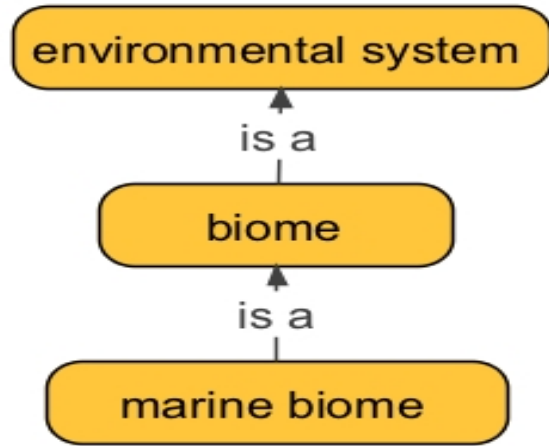 environmental system
is a
biome
is a
marine biome